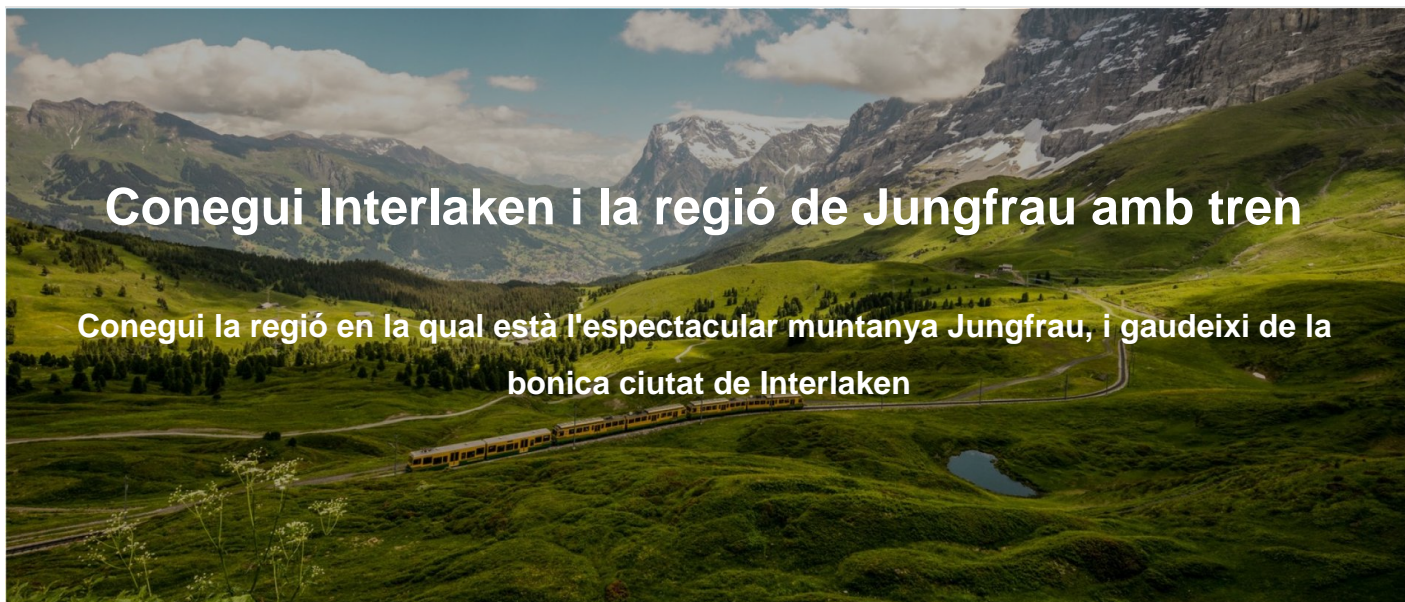 Conegui Interlaken i la regió de Jungfrau amb tren
Conegui la regió en la qual està l'espectacular muntanya Jungfrau, i gaudeixi de la
bonica ciutat de Interlaken